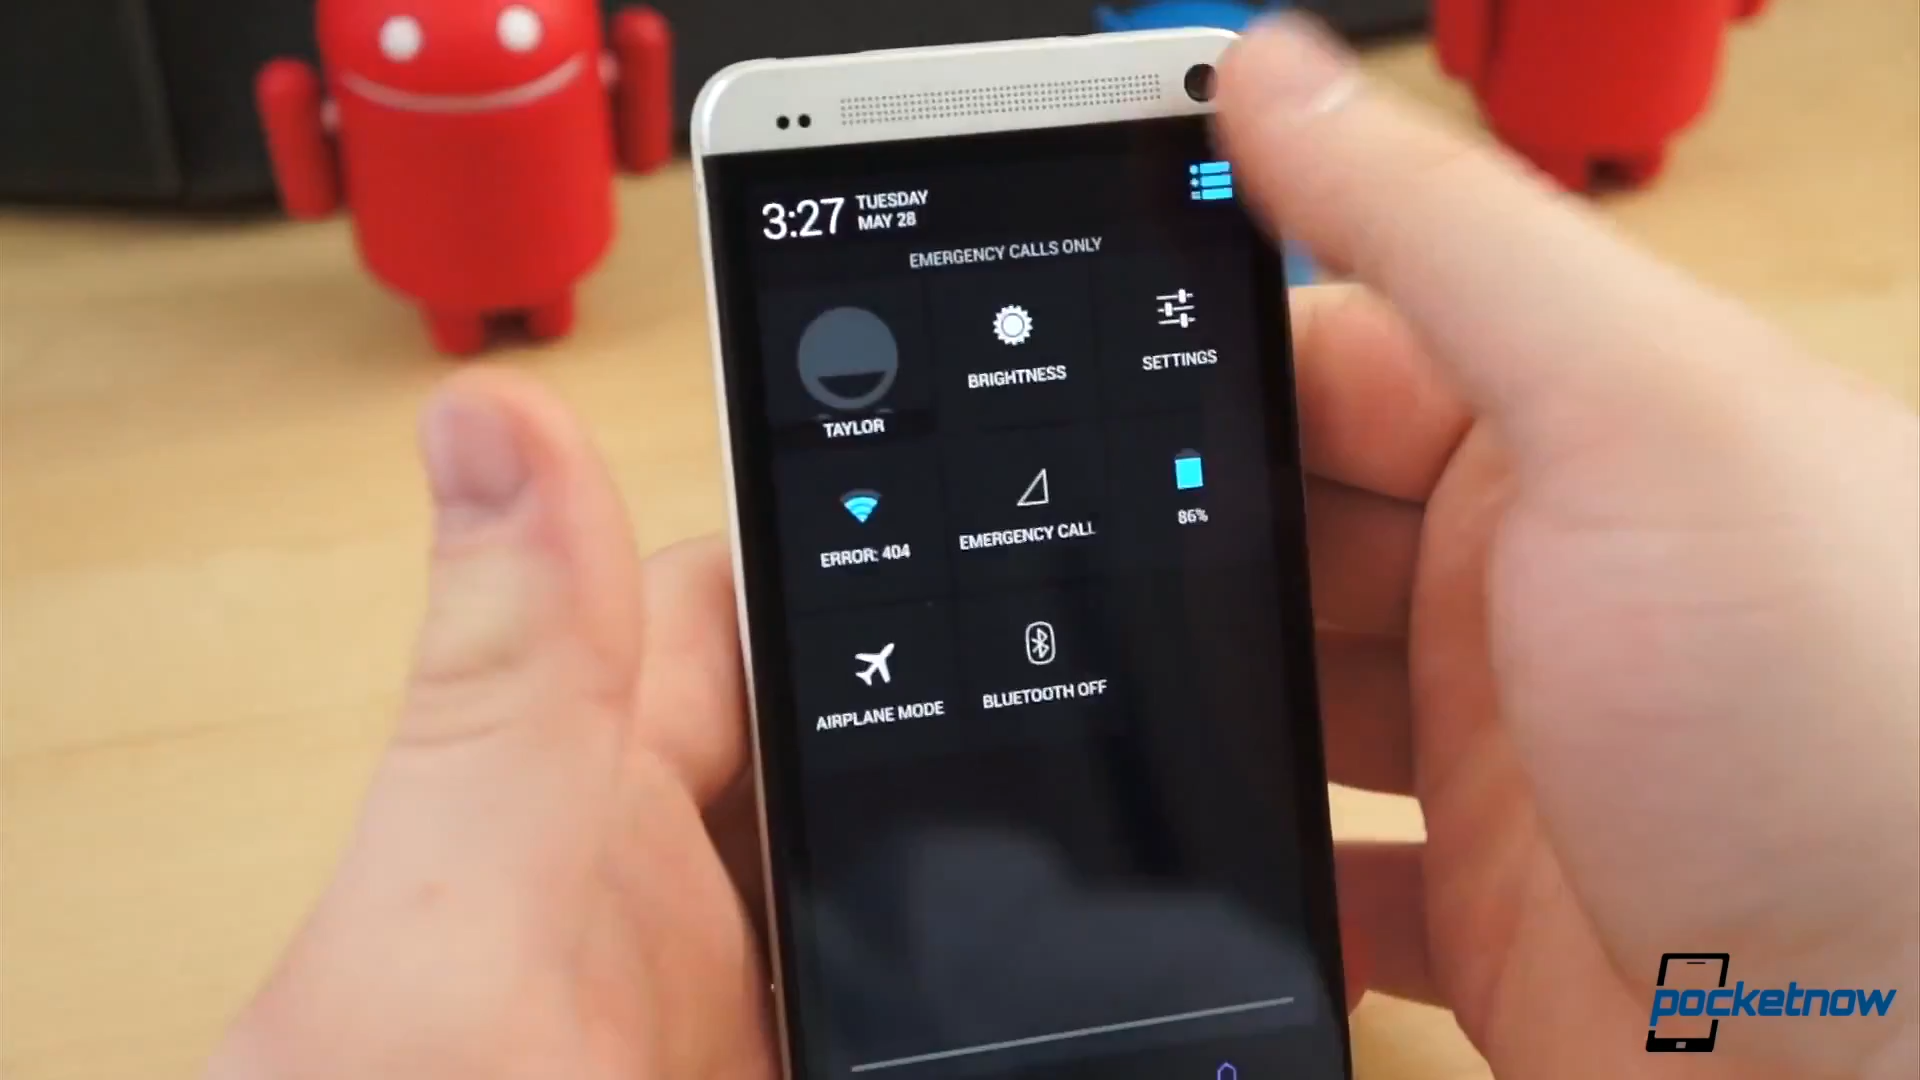 3:27 TUESDAY
MAY 28
EMERGENCY CALLS ONLY
TAYLOR
BRIGHTNESS
SETTINGS
ERROR: 404
EMERGENCY CALL
86%
AIRPLANE MODE
BLUETOOTH OFF
pocketnow